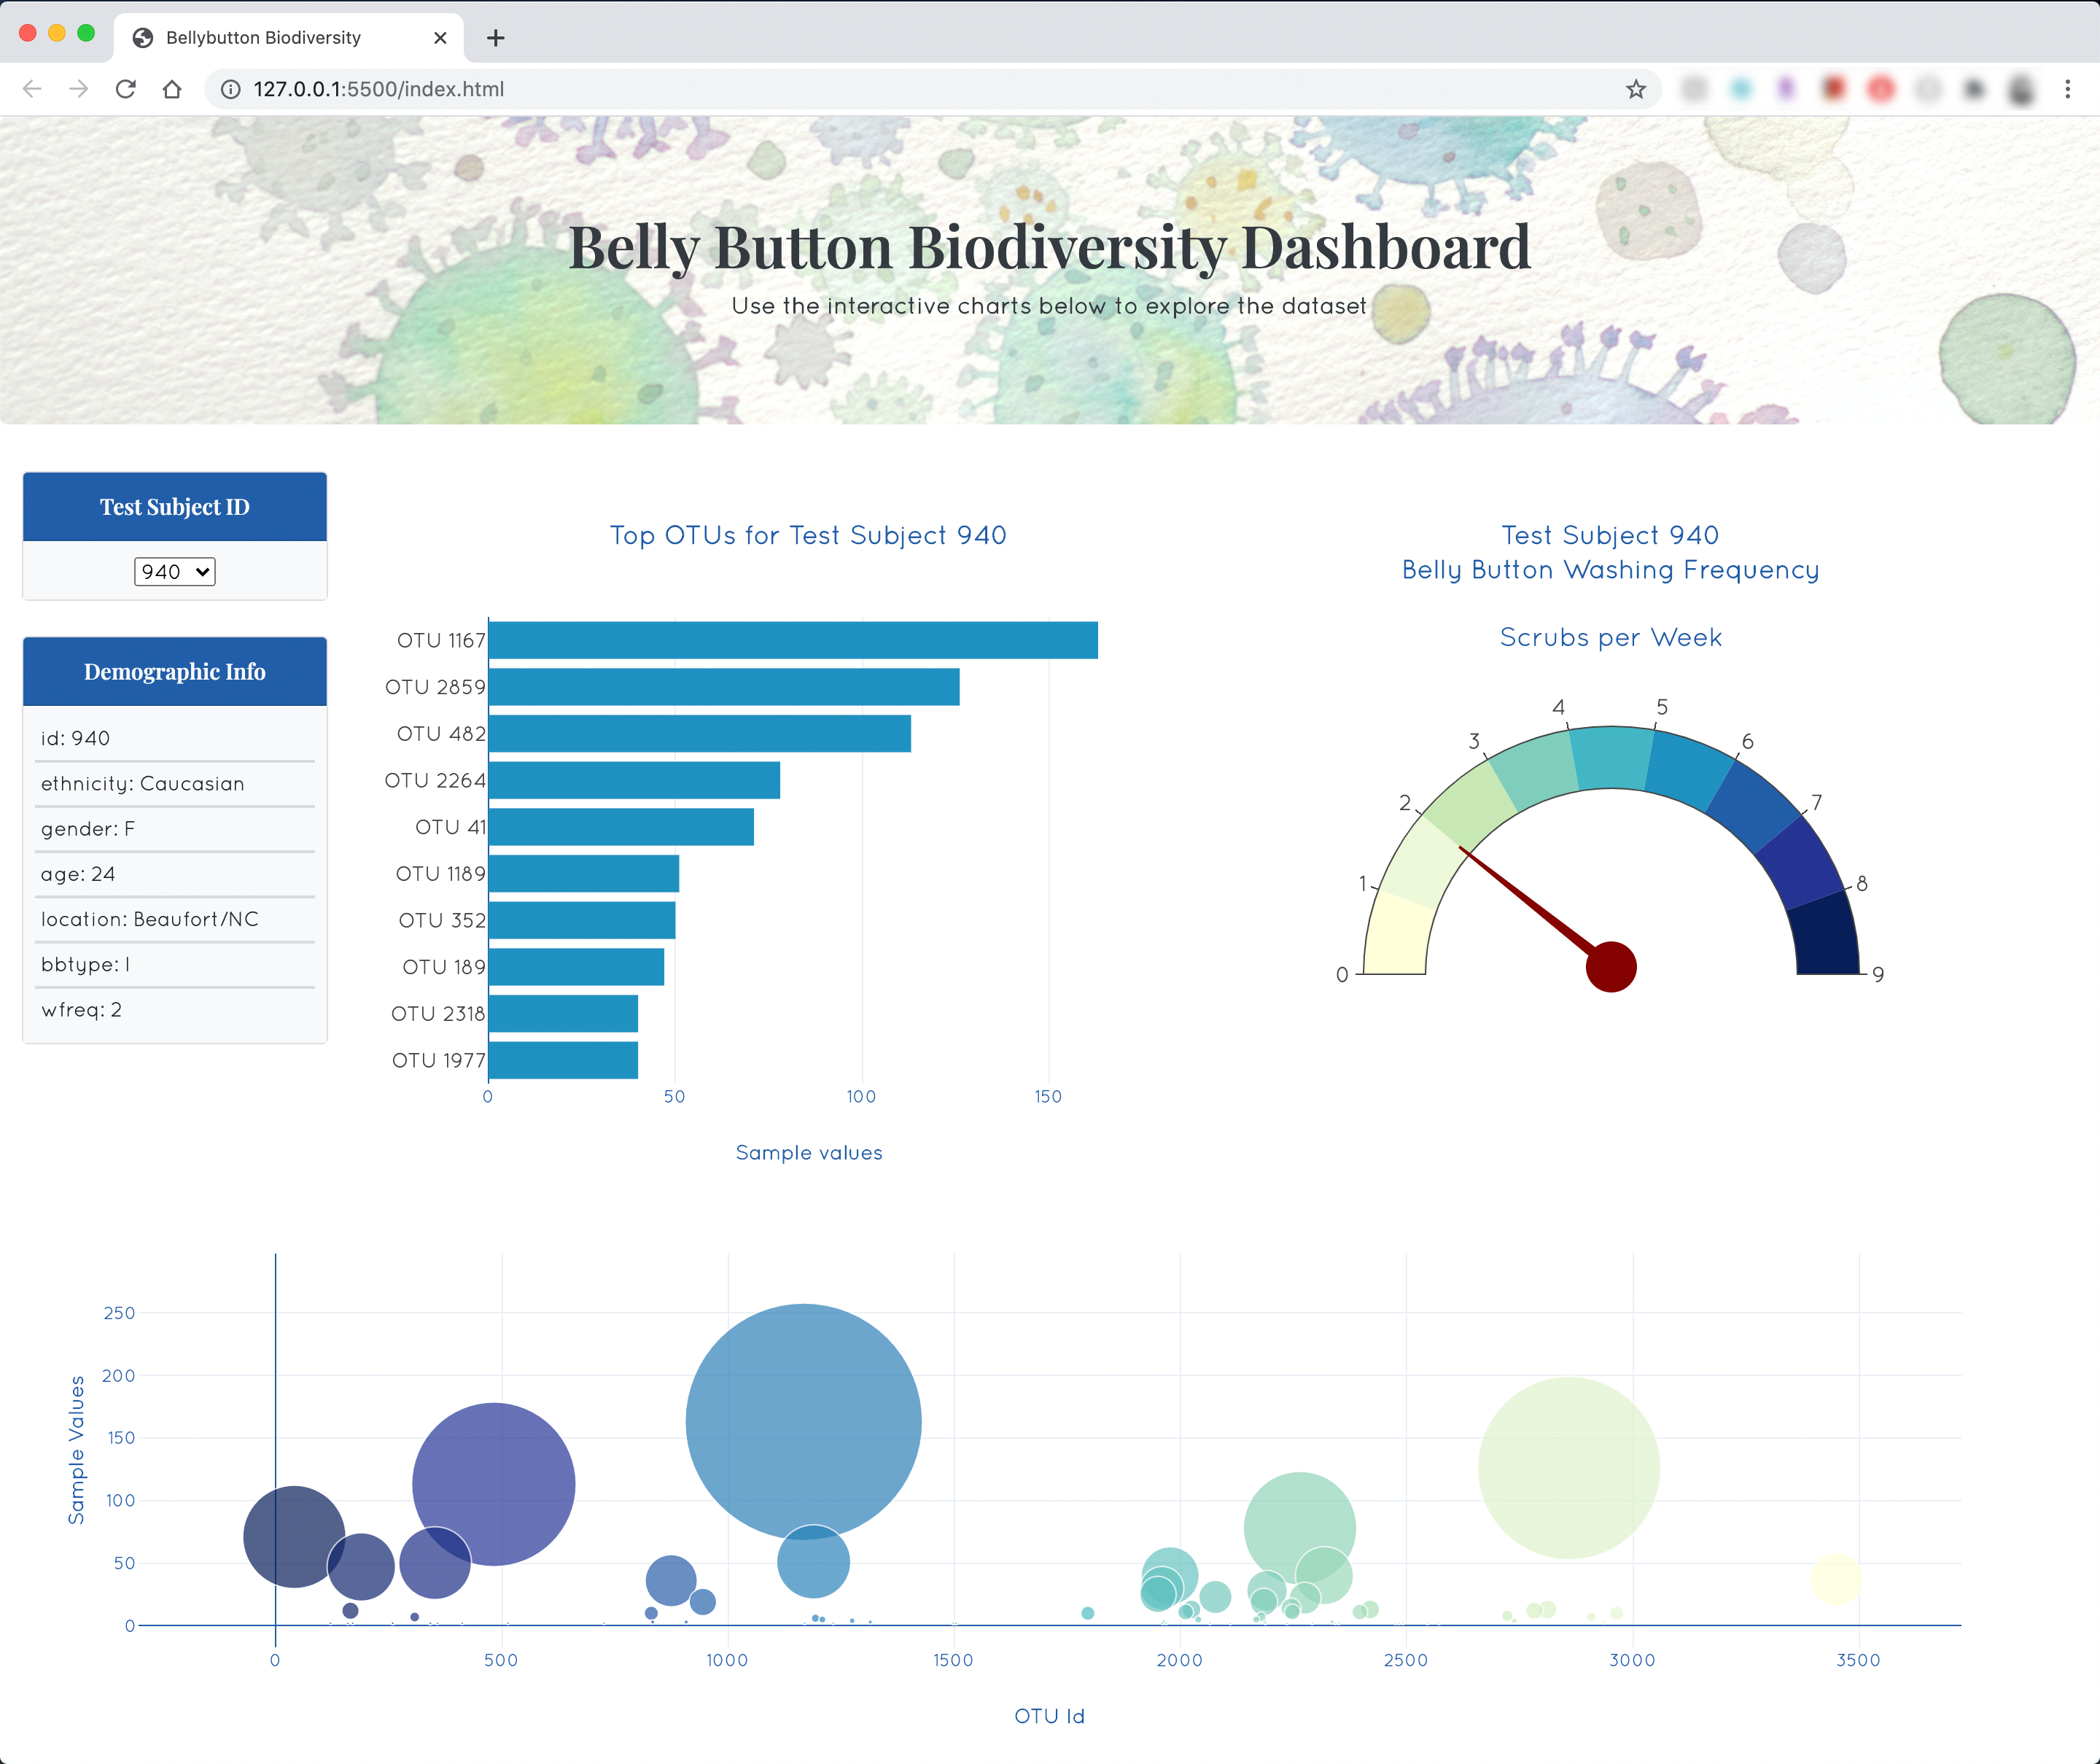 Bellybutton Biodiversity
127.0.0.1:5500/index.html
Belly Button Biodiversity Dashboard
Use the interactive charts below to explore the dataset
Test Subject ID
940
Demographic Info
id: 940
ethnicity: Caucasian
gender: F
age: 24
location: Beaufort/NC
bbtype: I
wfreq: 2
Top OTUs for Test Subject 940
OTU 1167
OTU 2859
OTU 482
OTU 2264
OTU 41
OTU 1189
OTU 352
OTU 189
OTU 2318
OTU 1977
0 50 100 150
Sample values
Test Subject 940
Belly Button Washing Frequency
Scrubs per Week
0 1 2 3 4 5 6 7 8 9
Sample Values
250
200
150
100
50
0
0 500 1000 1500 2000 2500 3000 3500
OTU Id